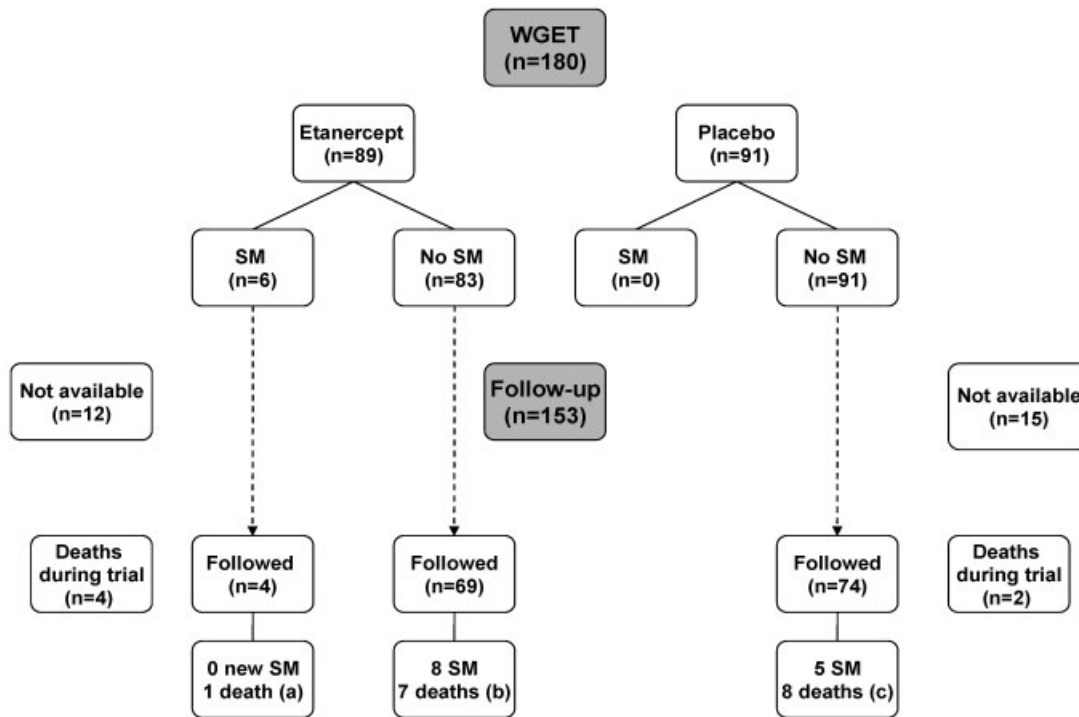 WGET
(n=180)
Etanercept
(n=89)
Placebo
(n=91)
SM
(n=6)
No SM
(n=83)
SM
(n=0)
No SM
(n=91)
Not available
(n=12)
Follow-up
(n=153)
Not available
(n=15)
Deaths
during trial
(n=4)
Followed
(n=4)
Followed
(n=69)
Followed
(n=74)
Deaths
during trial
(n=2)
0 new SM
1 death (a)
8 SM
7 deaths (b)
5 SM
8 deaths (c)